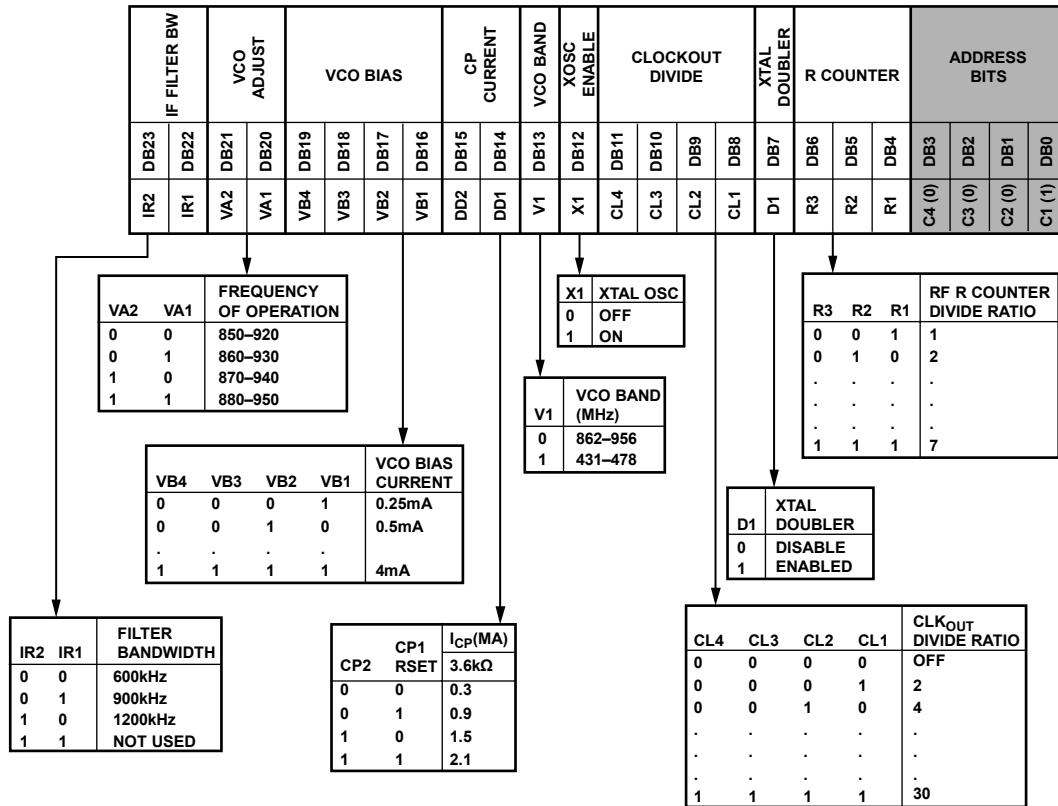 IF FILTER BW
VCO
ADJUST
VCO BIAS
CP
CURRENT
VCO BAND
XOSC
ENABLE
CLOCKOUT
DIVIDE
XTAL
DOUBLER
R COUNTER
ADDRESS
BITS
DB23 DB22 DB21 DB20 DB19 DB18 DB17 DB16 DB15 DB14 DB13 DB12 DB11 DB10 DB9 DB8 DB7 DB6 DB5 DB4 DB3 DB2 DB1 DB0
IR2 IR1 VA2 VA1 VB4 VB3 VB2 VB1 DD2 DD1 V1 X1 CL4 CL3 CL2 CL1 D1 R3 R2 R1 C4 (0) C3 (0) C2 (0) C1 (1)
VA2 VA1 FREQUENCY
OF OPERATION
0 0 850–920
0 1 860–930
1 0 870–940
1 1 880–950
X1 XTAL OSC
0 OFF
1 ON
R3 R2 R1 RF R COUNTER
DIVIDE RATIO
0 0 1 1
0 1 0 2
. . . .
. . . .
. . . .
1 1 1 7
V1 VCO BAND
(MHz)
0 862–956
1 431–478
VB4 VB3 VB2 VB1 VCO BIAS
CURRENT
0 0 0 1 0.25mA
0 0 1 0 0.5mA
. . . .
1 1 1 1 4mA
D1 XTAL
DOUBLER
0 DISABLE
1 ENABLED
IR2 IR1 FILTER
BANDWIDTH
0 0 600kHz
0 1 900kHz
1 0 1200kHz
1 1 NOT USED
CP2 CP1
RSET
ICP(MA)
3.6kΩ
0 0 0.3
0 1 0.9
1 0 1.5
1 1 2.1
CL4 CL3 CL2 CL1 CLKOUT
DIVIDE RATIO
0 0 0 0 OFF
0 0 0 1 2
0 0 1 0 4
. . . . .
. . . . .
. . . . .
1 1 1 1 30